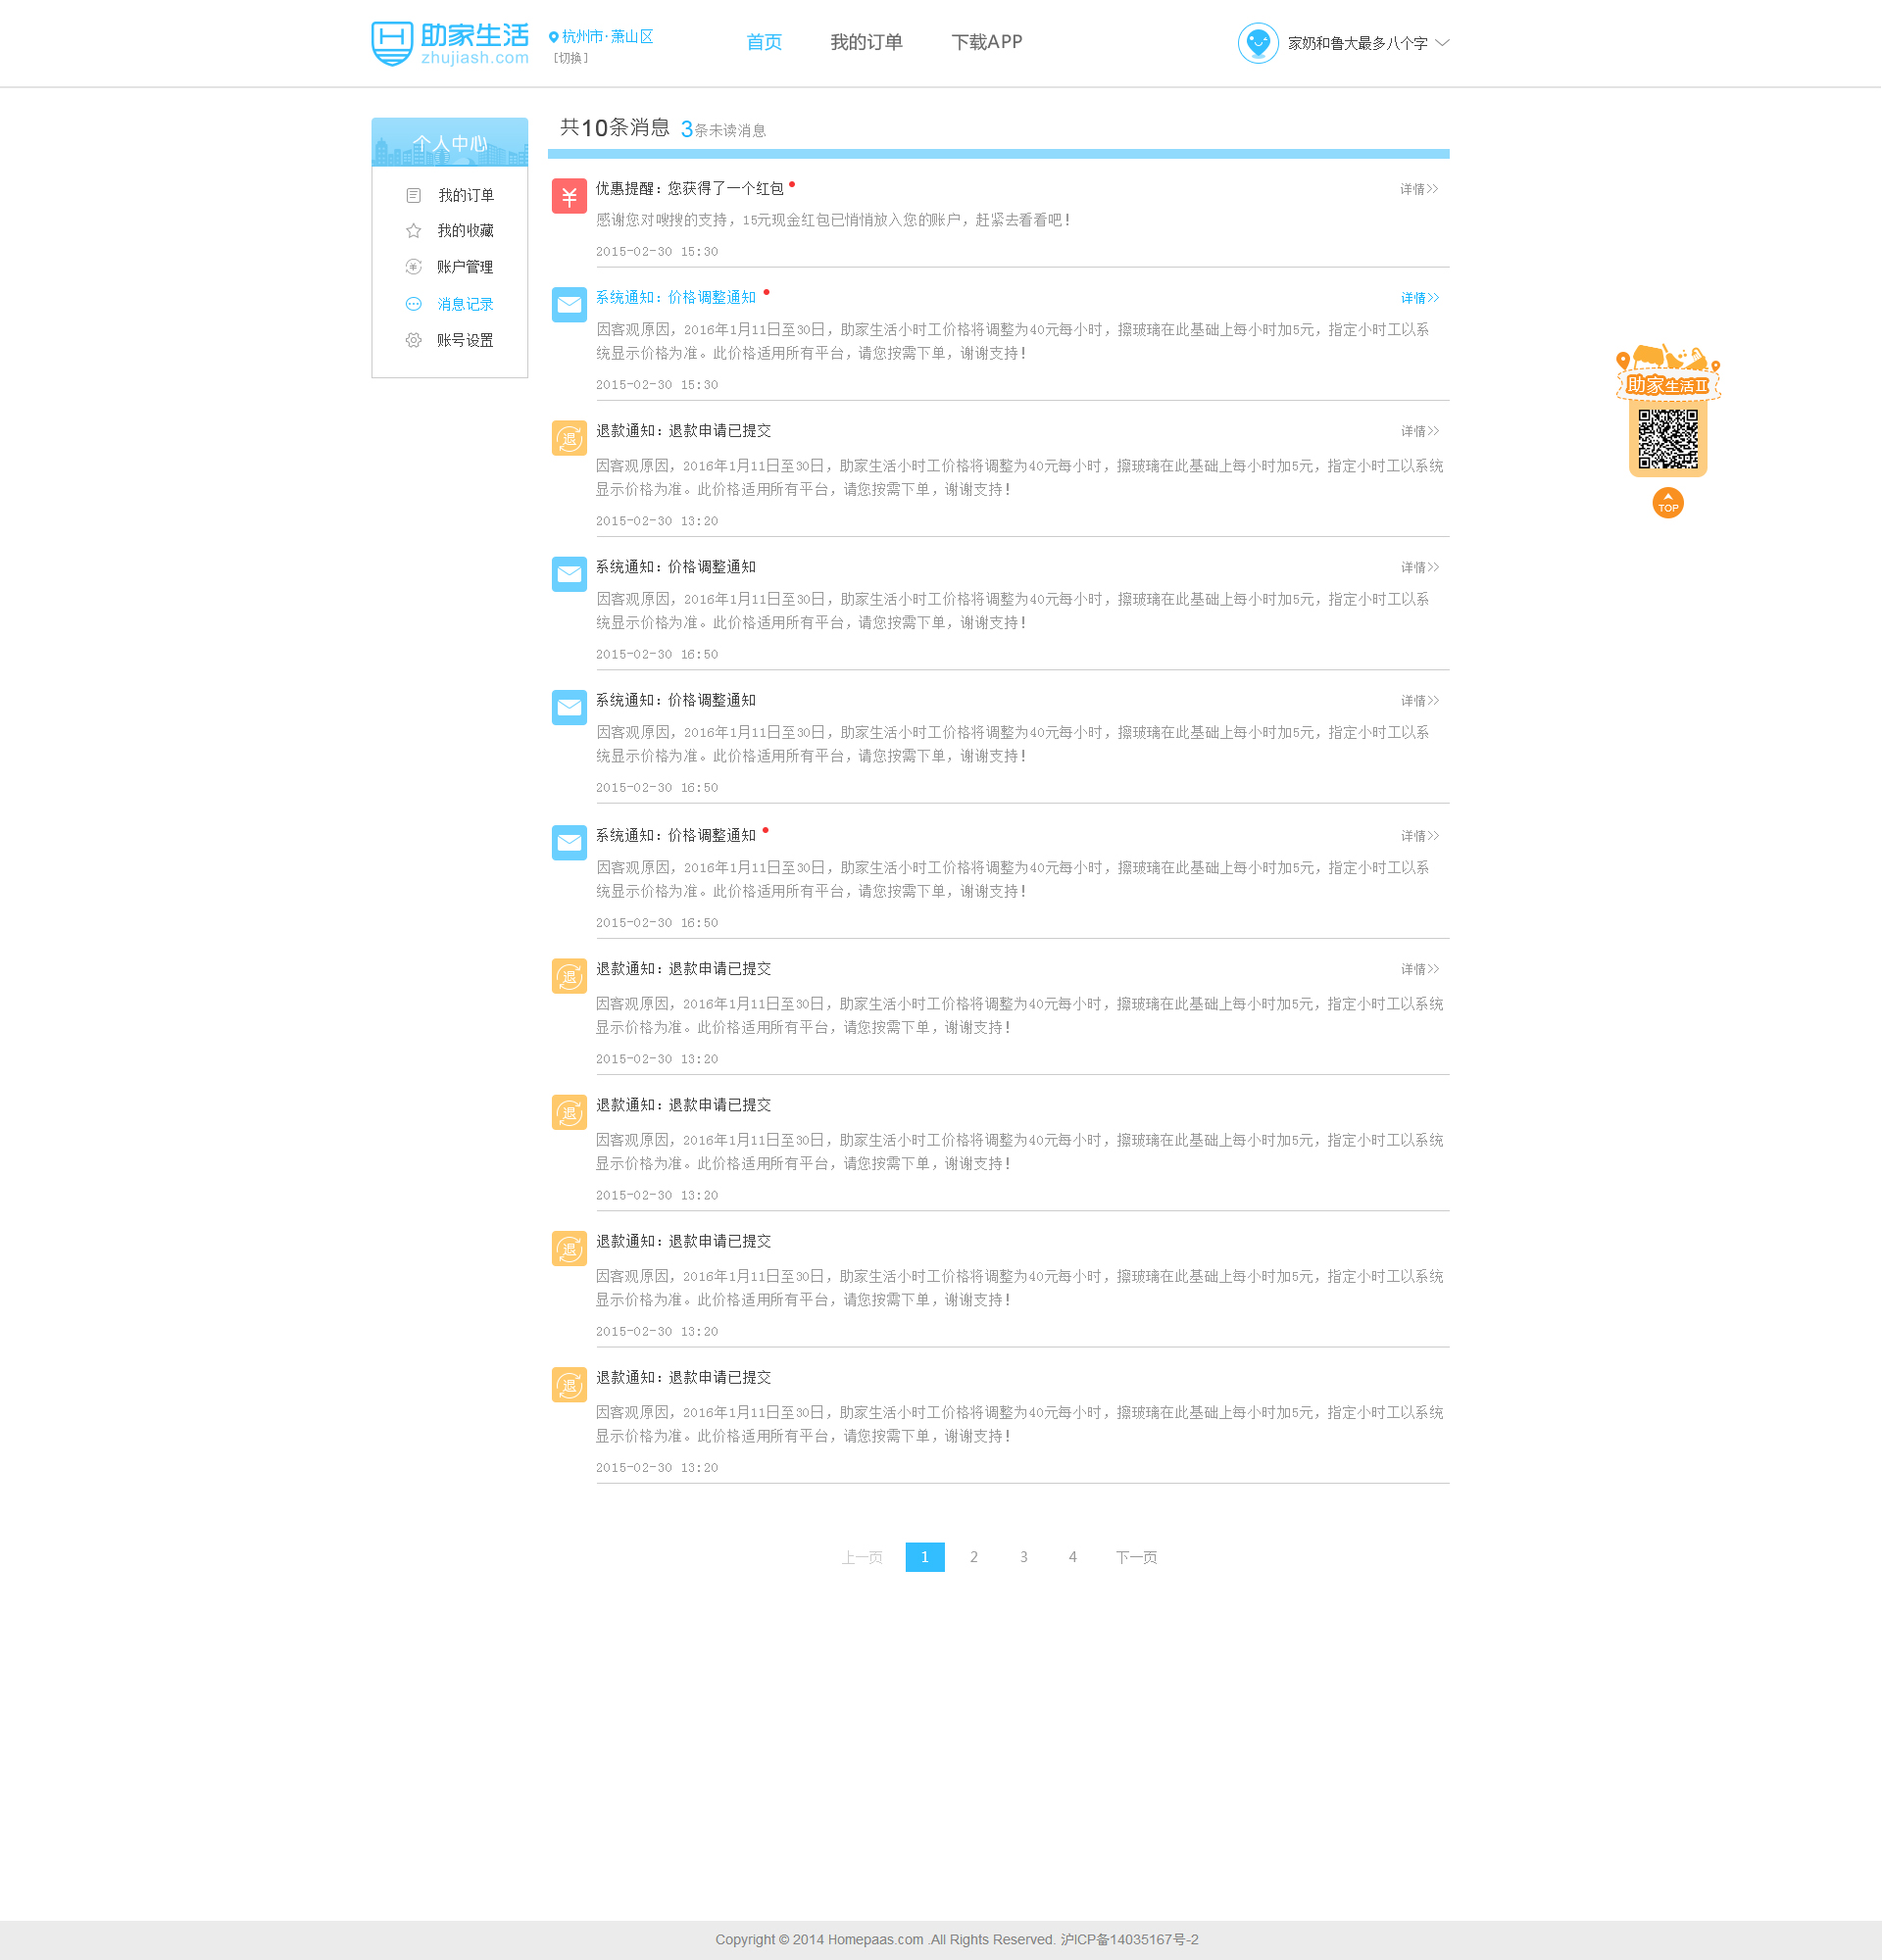 助家生活
zhujiash.com
杭州市·萧山区
[切换]
首页
我的订单
下载APP
家奶和鲁大最多八个字
个人中心
我的订单
我的收藏
账户管理
消息记录
账号设置
共10条消息 3条未读消息
优惠提醒：您获得了一个红包
详情>>
感谢您对嗖搜的支持，15元现金红包已悄悄放入您的账户，赶紧去看看吧！
2015-02-30 15:30
系统通知：价格调整通知
详情>>
因客观原因，2016年1月11日至30日，助家生活小时工价格将调整为40元每小时，擦玻璃在此基础上每小时加5元，指定小时工以系
统显示价格为准。此价格适用所有平台，请您按需下单，谢谢支持！
2015-02-30 15:30
退
退款通知：退款申请已提交
详情>>
因客观原因，2016年1月11日至30日，助家生活小时工价格将调整为40元每小时，擦玻璃在此基础上每小时加5元，指定小时工以系统
显示价格为准。此价格适用所有平台，请您按需下单，谢谢支持！
2015-02-30 13:20
系统通知：价格调整通知
详情>>
因客观原因，2016年1月11日至30日，助家生活小时工价格将调整为40元每小时，擦玻璃在此基础上每小时加5元，指定小时工以系
统显示价格为准。此价格适用所有平台，请您按需下单，谢谢支持！
2015-02-30 16:50
系统通知：价格调整通知
详情>>
因客观原因，2016年1月11日至30日，助家生活小时工价格将调整为40元每小时，擦玻璃在此基础上每小时加5元，指定小时工以系
统显示价格为准。此价格适用所有平台，请您按需下单，谢谢支持！
2015-02-30 16:50
系统通知：价格调整通知
详情>>
因客观原因，2016年1月11日至30日，助家生活小时工价格将调整为40元每小时，擦玻璃在此基础上每小时加5元，指定小时工以系
统显示价格为准。此价格适用所有平台，请您按需下单，谢谢支持！
2015-02-30 16:50
退
退款通知：退款申请已提交
详情>>
因客观原因，2016年1月11日至30日，助家生活小时工价格将调整为40元每小时，擦玻璃在此基础上每小时加5元，指定小时工以系统
显示价格为准。此价格适用所有平台，请您按需下单，谢谢支持！
2015-02-30 13:20
退
退款通知：退款申请已提交
因客观原因，2016年1月11日至30日，助家生活小时工价格将调整为40元每小时，擦玻璃在此基础上每小时加5元，指定小时工以系统
显示价格为准。此价格适用所有平台，请您按需下单，谢谢支持！
2015-02-30 13:20
退
退款通知：退款申请已提交
因客观原因，2016年1月11日至30日，助家生活小时工价格将调整为40元每小时，擦玻璃在此基础上每小时加5元，指定小时工以系统
显示价格为准。此价格适用所有平台，请您按需下单，谢谢支持！
2015-02-30 13:20
退
退款通知：退款申请已提交
因客观原因，2016年1月11日至30日，助家生活小时工价格将调整为40元每小时，擦玻璃在此基础上每小时加5元，指定小时工以系统
显示价格为准。此价格适用所有平台，请您按需下单，谢谢支持！
2015-02-30 13:20
助家生活II
TOP
上一页 1 2 3 4 下一页
Copyright © 2014 Homepaas.com .All Rights Reserved. 沪ICP备14035167号-2